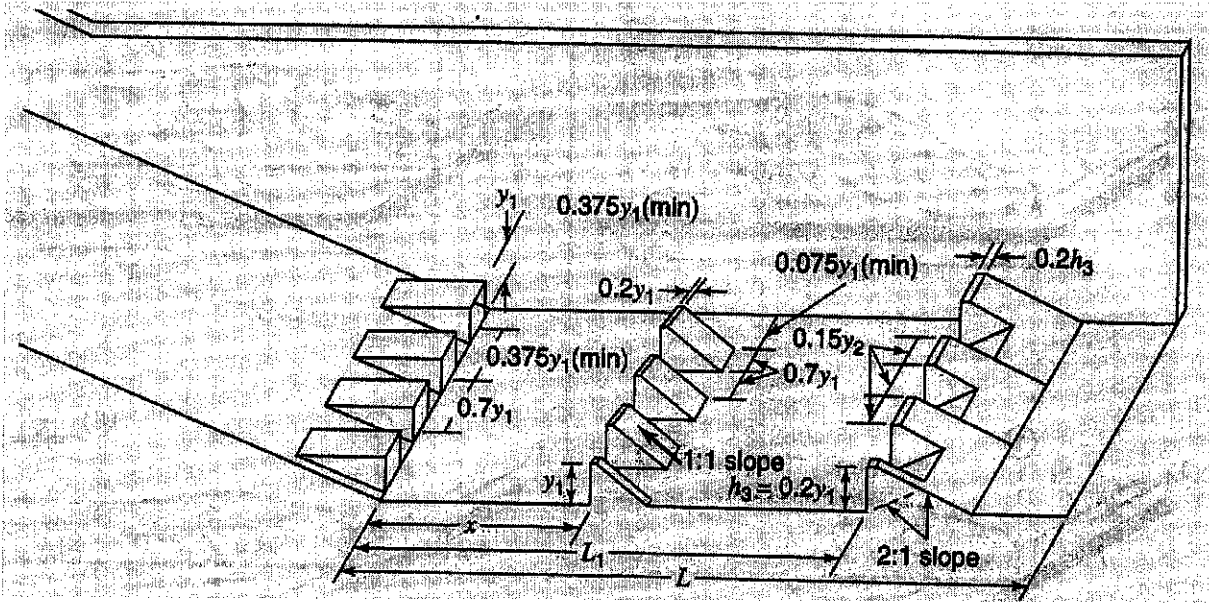 y₁
0.375y₁(min)
0.2h₃
0.075y₁(min)
0.2y₁
0.15y₂
0.375y₁(min)
0.7y₁
0.7y₁
1:1 slope
y₁
h₃ = 0.2y₁
x
L₁
2:1 slope
L